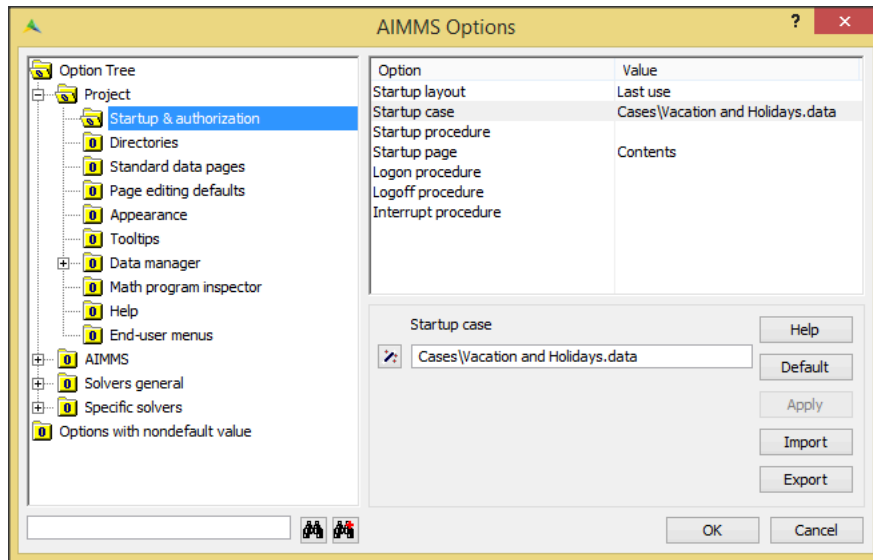 AIMMS Options
?
×
Option Tree
Project
Startup & authorization
Directories
Standard data pages
Page editing defaults
Appearance
Tooltips
Data manager
Math program inspector
Help
End-user menus
AIMMS
Solvers general
Specific solvers
Options with nondefault value
Option Value
Startup layout Last use
Startup case Cases\Vacation and Holidays.data
Startup procedure
Startup page Contents
Logon procedure
Logoff procedure
Interrupt procedure
Startup case
Cases\Vacation and Holidays.data
Help
Default
Apply
Import
Export
OK Cancel